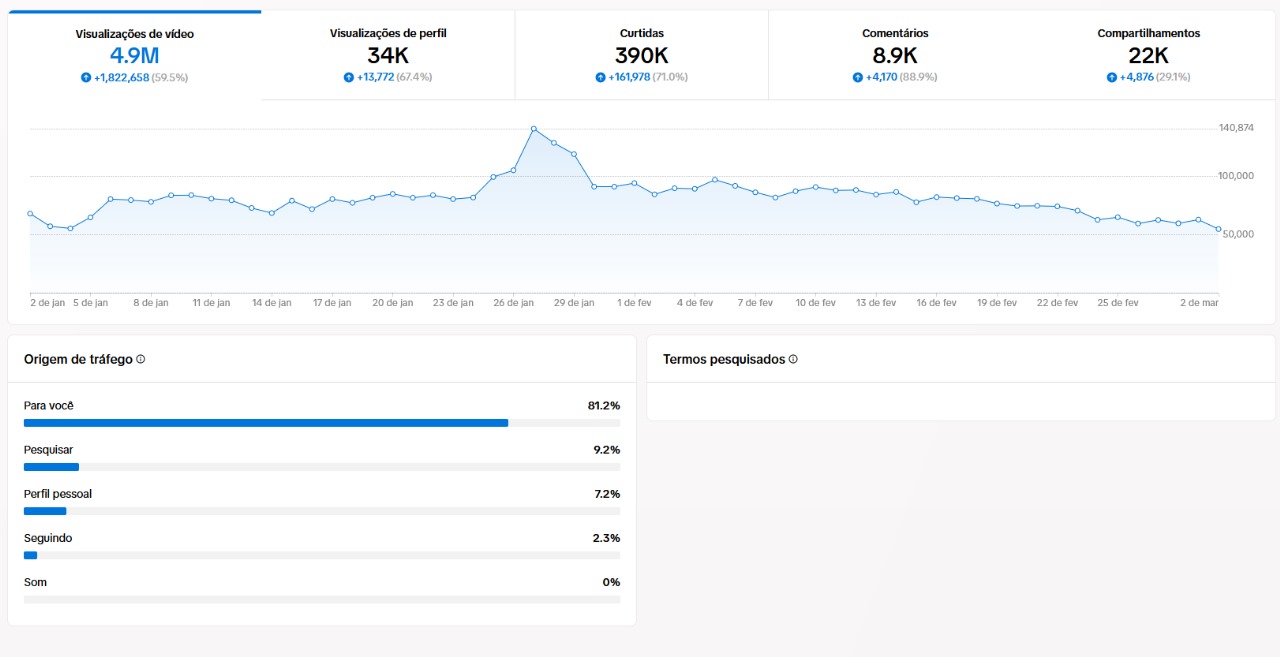 Visualizações de vídeo
4.9M
+1,822,658 (59.5%)
Visualizações de perfil
34K
+13,772 (67.4%)
Curtidas
390K
+161,978 (71.0%)
Comentários
8.9K
+4,170 (88.9%)
Compartilhamentos
22K
+4,876 (29.1%)
140,874
100,000
50,000
2 de jan 5 de jan 8 de jan 11 de jan 14 de jan 17 de jan 20 de jan 23 de jan 26 de jan 29 de jan 1 de fev 4 de fev 7 de fev 10 de fev 13 de fev 16 de fev 19 de fev 22 de fev 25 de fev 2 de mar
Origem de tráfego
Para você 81.2%
Pesquisar 9.2%
Perfil pessoal 7.2%
Seguindo 2.3%
Som 0%
Termos pesquisados